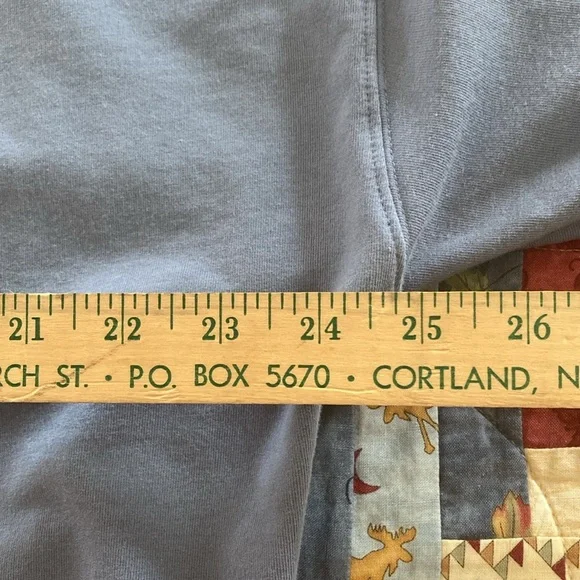 21 22 23 24 25 26
RCH ST. • P.O. BOX 5670 • CORTLAND, N